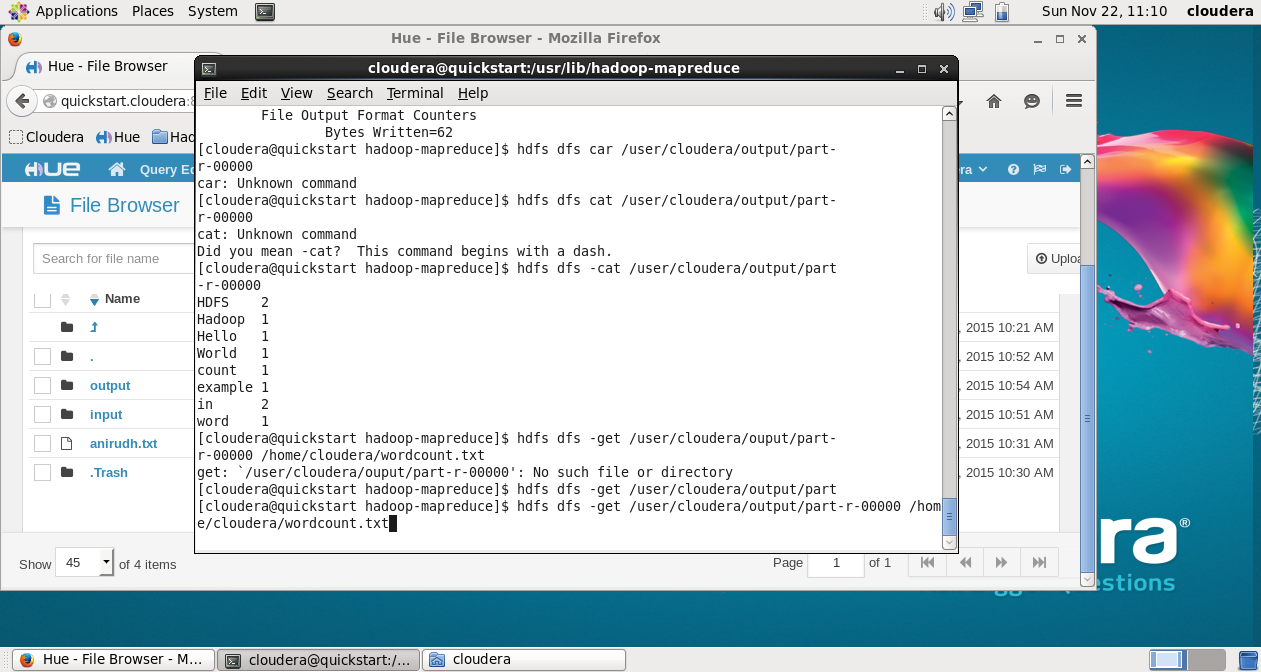 Applications Places System
Sun Nov 22, 11:10 cloudera
Hue - File Browser - Mozilla Firefox
Hue - File Browser
cloudera@quickstart:/usr/lib/hadoop-mapreduce
quickstart.cloudera:8
File Edit View Search Terminal Help
Cloudera Hue Had
HUE Query Ed
ra
File Browser
Search for file name
Uploa
Name
, 2015 10:21 AM
. , 2015 10:52 AM
output , 2015 10:54 AM
input , 2015 10:51 AM
anirudh.txt , 2015 10:31 AM
.Trash , 2015 10:30 AM
File Output Format Counters
Bytes Written=62
[cloudera@quickstart hadoop-mapreduce]$ hdfs dfs car /user/cloudera/output/part-
r-00000
car: Unknown command
[cloudera@quickstart hadoop-mapreduce]$ hdfs dfs cat /user/cloudera/output/part-
r-00000
cat: Unknown command
Did you mean -cat?  This command begins with a dash.
[cloudera@quickstart hadoop-mapreduce]$ hdfs dfs -cat /user/cloudera/output/part
-r-00000
HDFS 2
Hadoop 1
Hello 1
World 1
count 1
example 1
in 2
word 1
[cloudera@quickstart hadoop-mapreduce]$ hdfs dfs -get /user/cloudera/ouput/part-
r-00000 /home/cloudera/wordcount.txt
get: `/user/cloudera/ouput/part-r-00000': No such file or directory
[cloudera@quickstart hadoop-mapreduce]$ hdfs dfs -get /user/cloudera/output/part
[cloudera@quickstart hadoop-mapreduce]$ hdfs dfs -get /user/cloudera/output/part-r-00000 /hom
e/cloudera/wordcount.txt
Show 45 of 4 items
Page 1 of 1
era®
estions
Hue - File Browser - M...
cloudera@quickstart:/...
cloudera